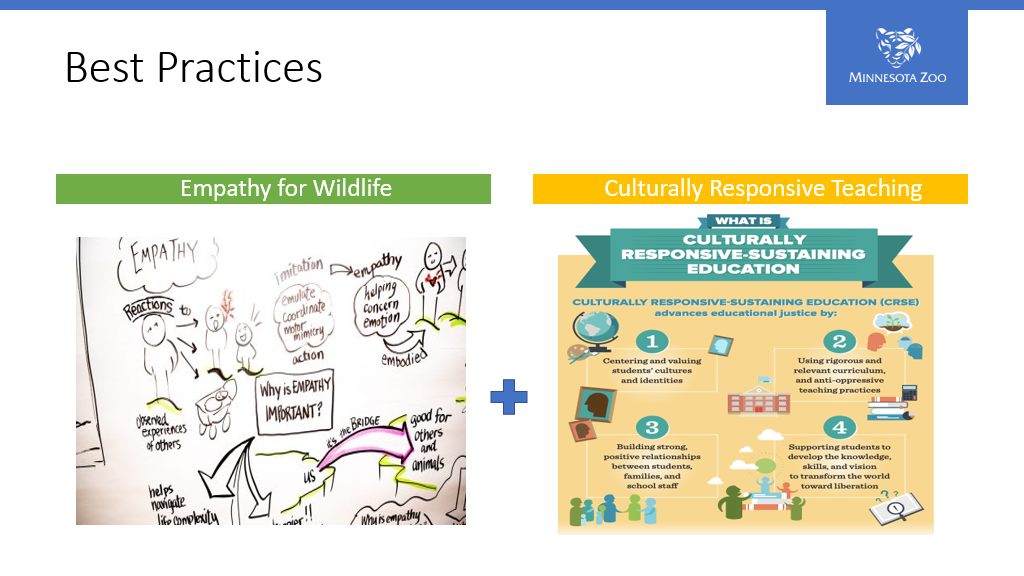 Best Practices
MINNESOTA ZOO
Empathy for Wildlife
EMPATHY
Reactions to
observed
experiences
of others
imitation
empathy
emulate
coordinate
motor
mimicry
action
helping
concern
emotion
embodied
Why is EMPATHY
IMPORTANT?
it's the BRIDGE
us
good for
others
and
animals
helps
navigate
life complexity
Why is empathy
Culturally Responsive Teaching
WHAT IS
CULTURALLY
RESPONSIVE-SUSTAINING
EDUCATION
CULTURALLY RESPONSIVE-SUSTAINING EDUCATION (CRSE)
advances educational justice by:
1
Centering and valuing
students' cultures
and identities
2
Using rigorous and
relevant curriculum,
and anti-oppressive
teaching practices
3
Building strong,
positive relationships
between students,
families, and
school staff
4
Supporting students to
develop the knowledge,
skills, and vision
to transform the world
toward liberation